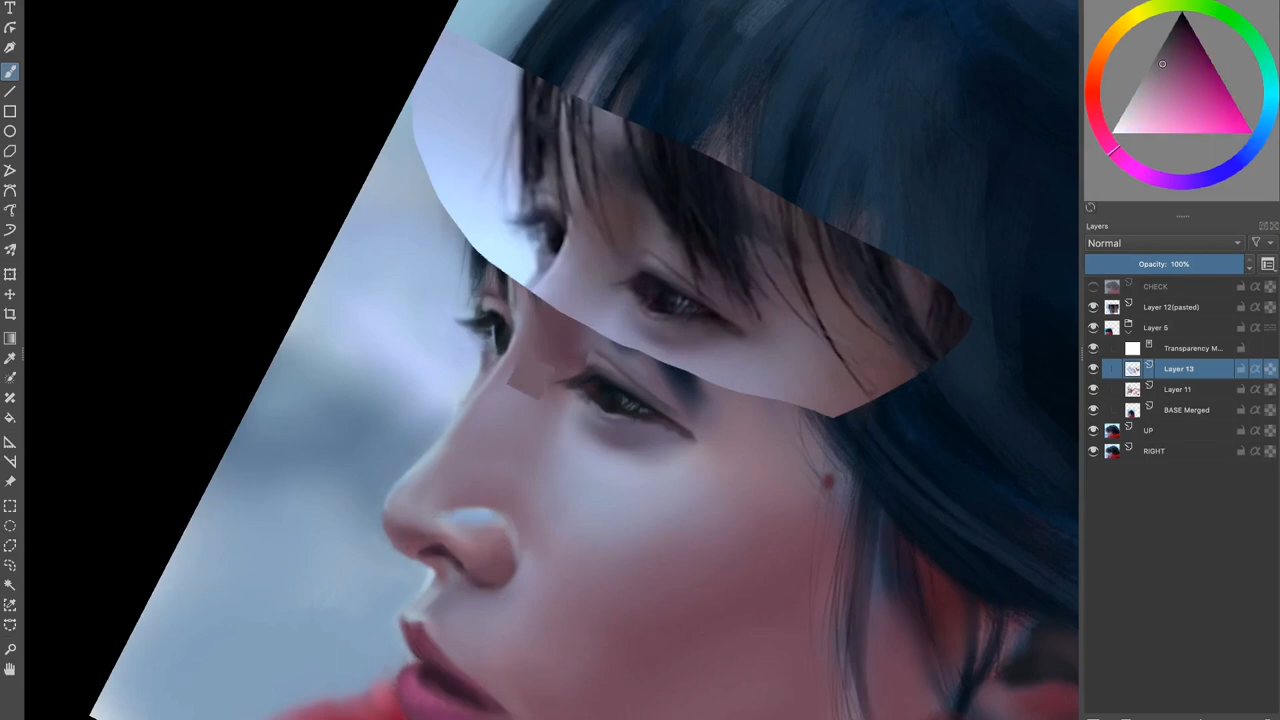 Layers
Normal
Opacity: 100%
CHECK
Layer 12(pasted)
Layer 5
Transparency M...
Layer 13
Layer 11
BASE Merged
UP
RIGHT